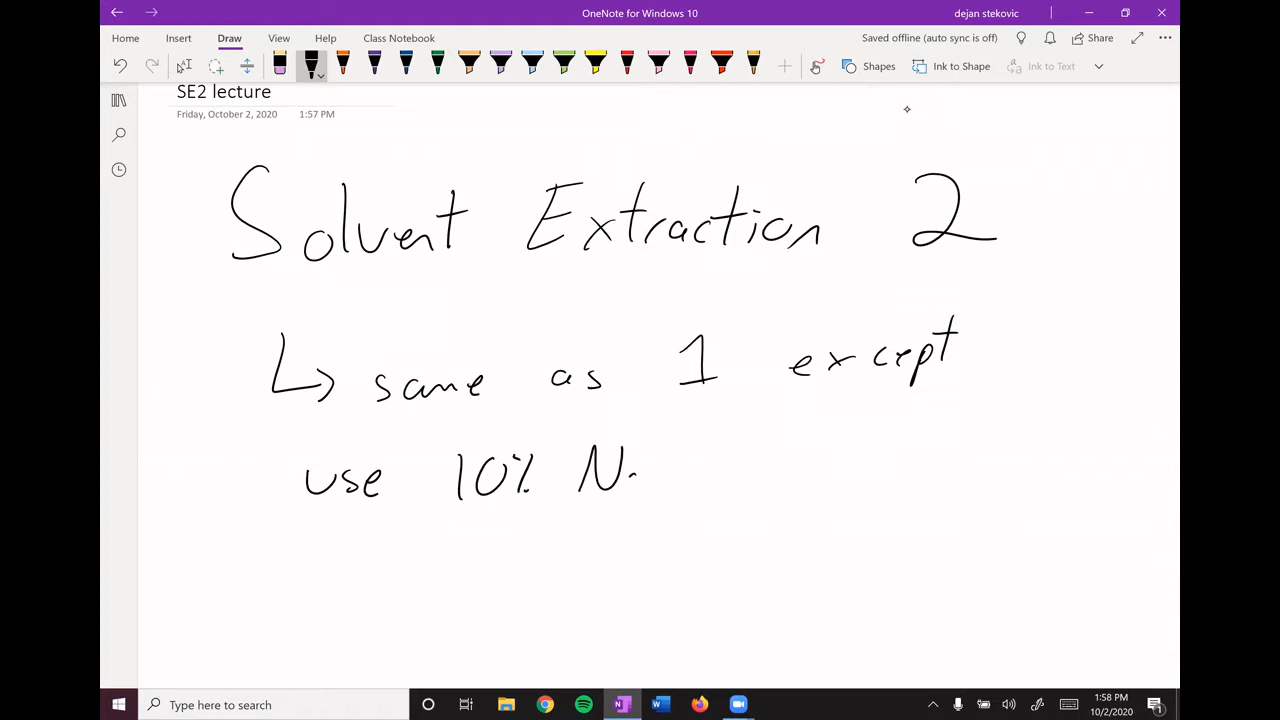 OneNote for Windows 10
dejan stekovic
Home Insert Draw View Help Class Notebook
Saved offline (auto sync is off)
Share
Shapes
Ink to Shape
Ink to Text
SE2 lecture
Friday, October 2, 2020 1:57 PM
Solvent Extraction 2
↳ same as 1 except
use 10% N
Type here to search
1:58 PM
10/2/2020